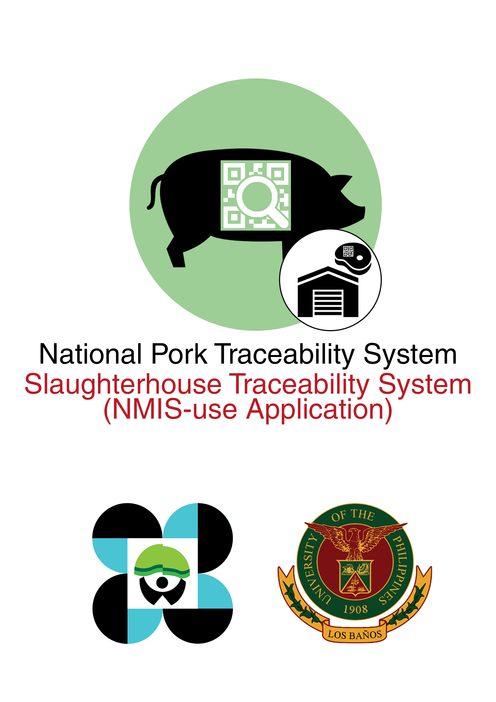 National Pork Traceability System
Slaughterhouse Traceability System
(NMIS-use Application)
UNIVERSITY OF THE PHILIPPINES
1908
LOS BAÑOS